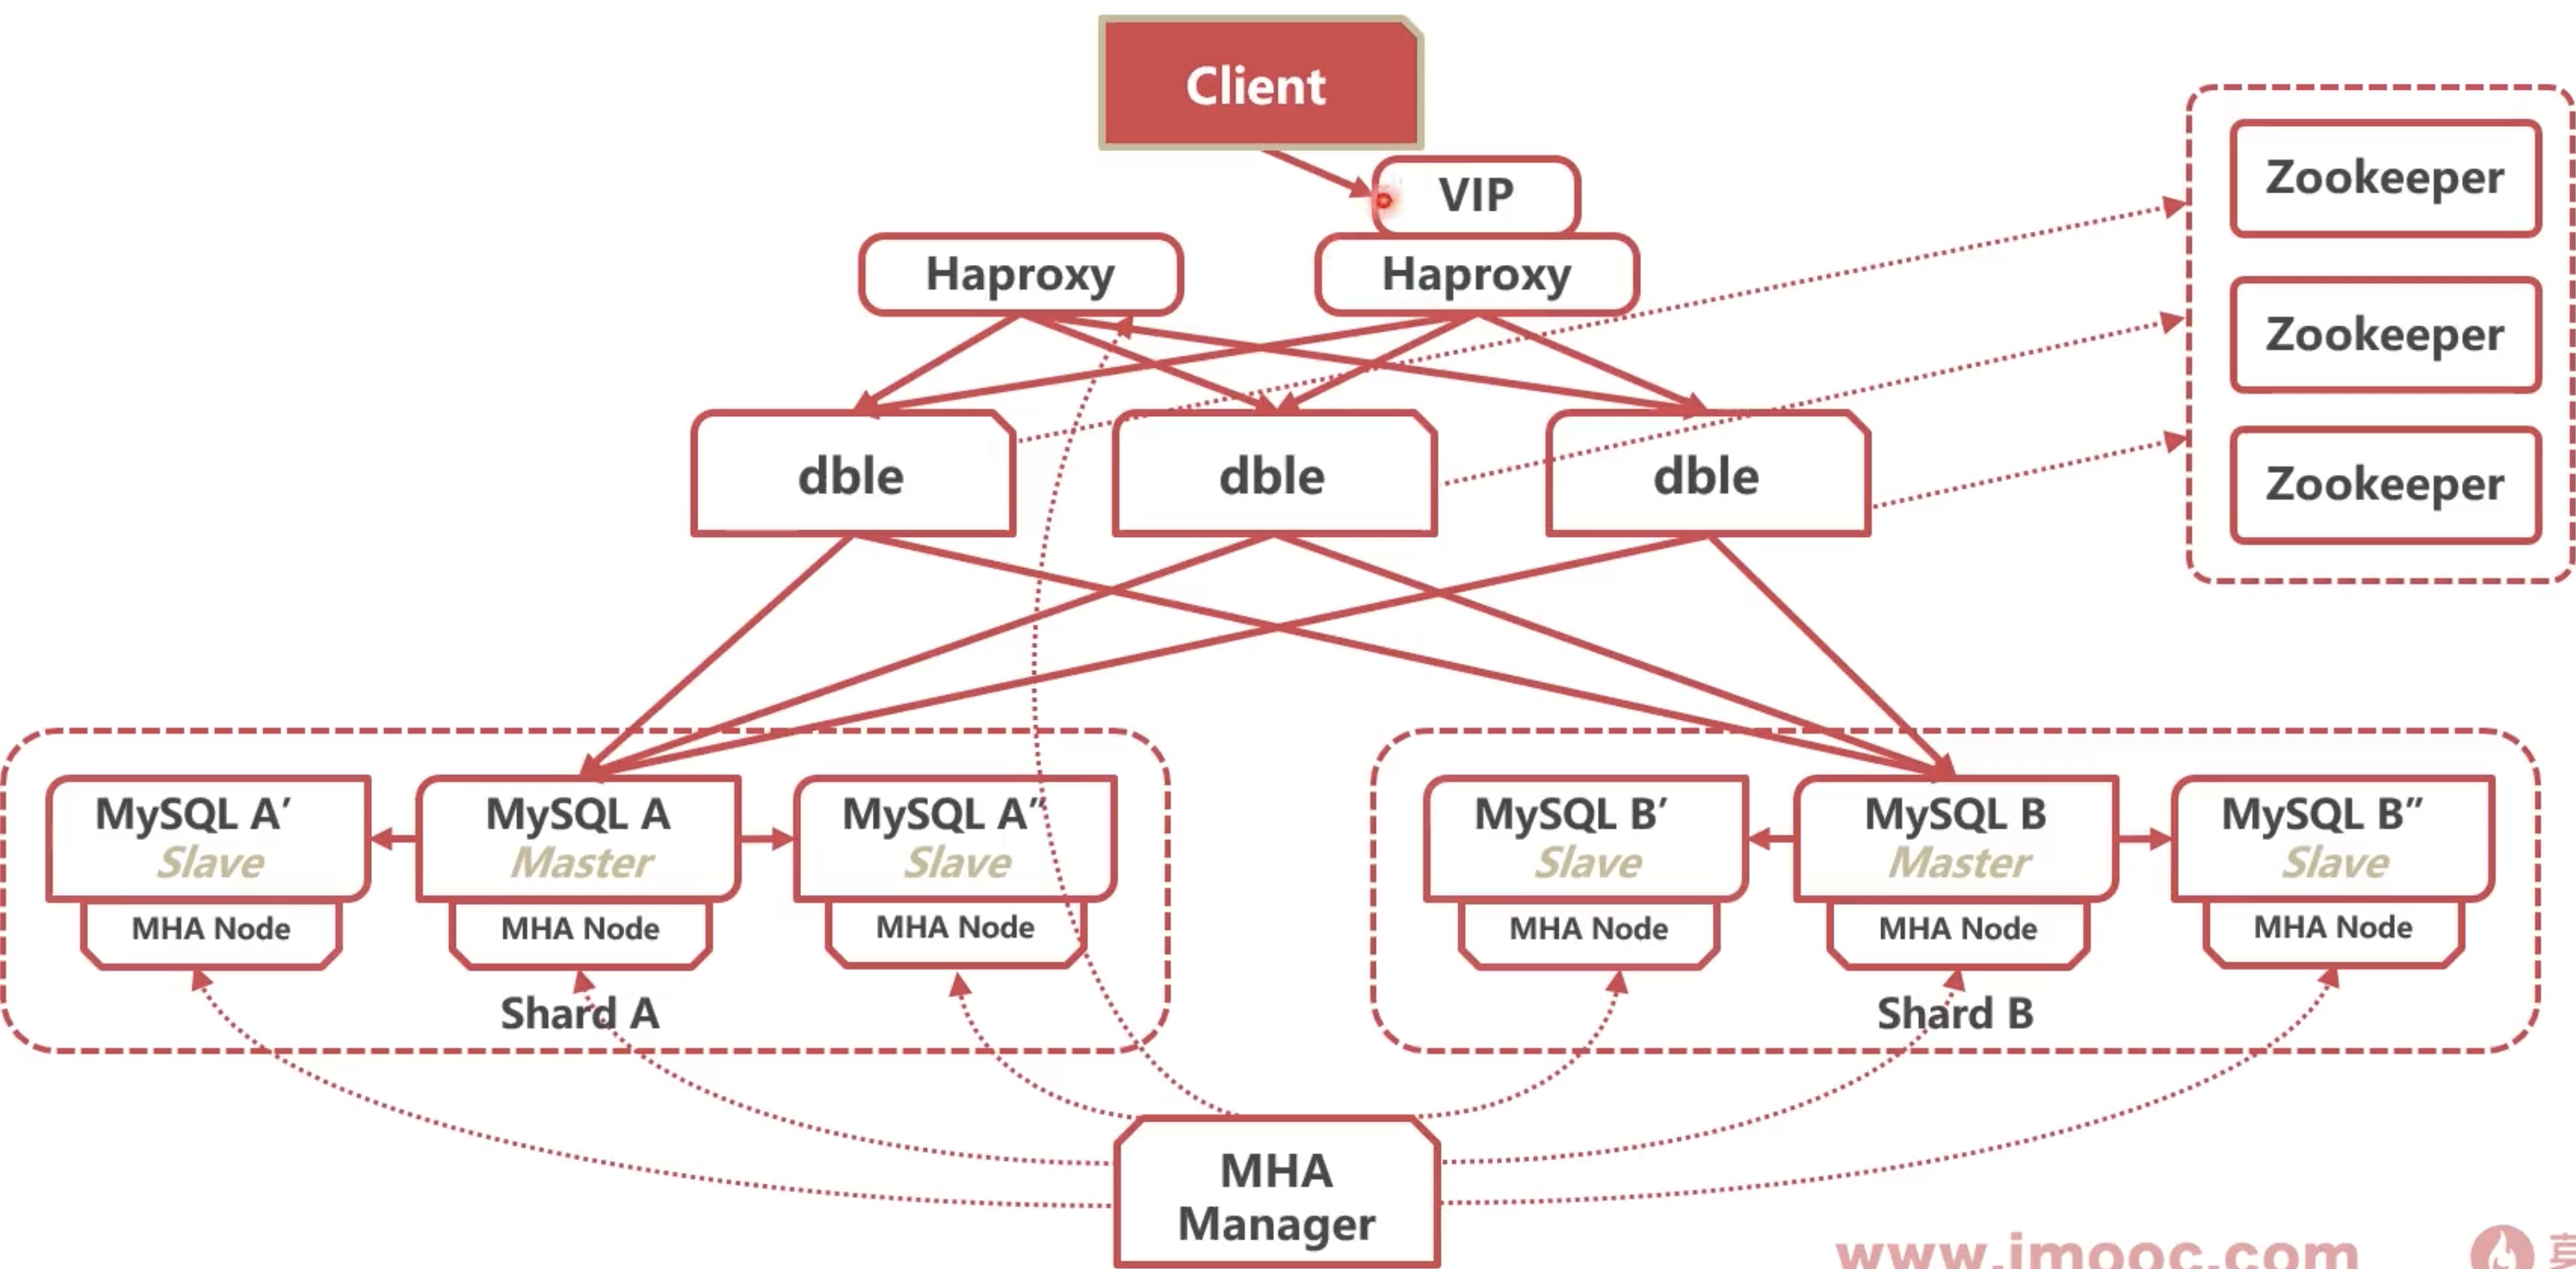 Client
VIP
Haproxy
Haproxy
Zookeeper
Zookeeper
Zookeeper
dble
dble
dble
MySQL A′
Slave
MHA Node
MySQL A
Master
MHA Node
MySQL A″
Slave
MHA Node
Shard A
MySQL B′
Slave
MHA Node
MySQL B
Master
MHA Node
MySQL B″
Slave
MHA Node
Shard B
MHA
Manager
www.imooc.com